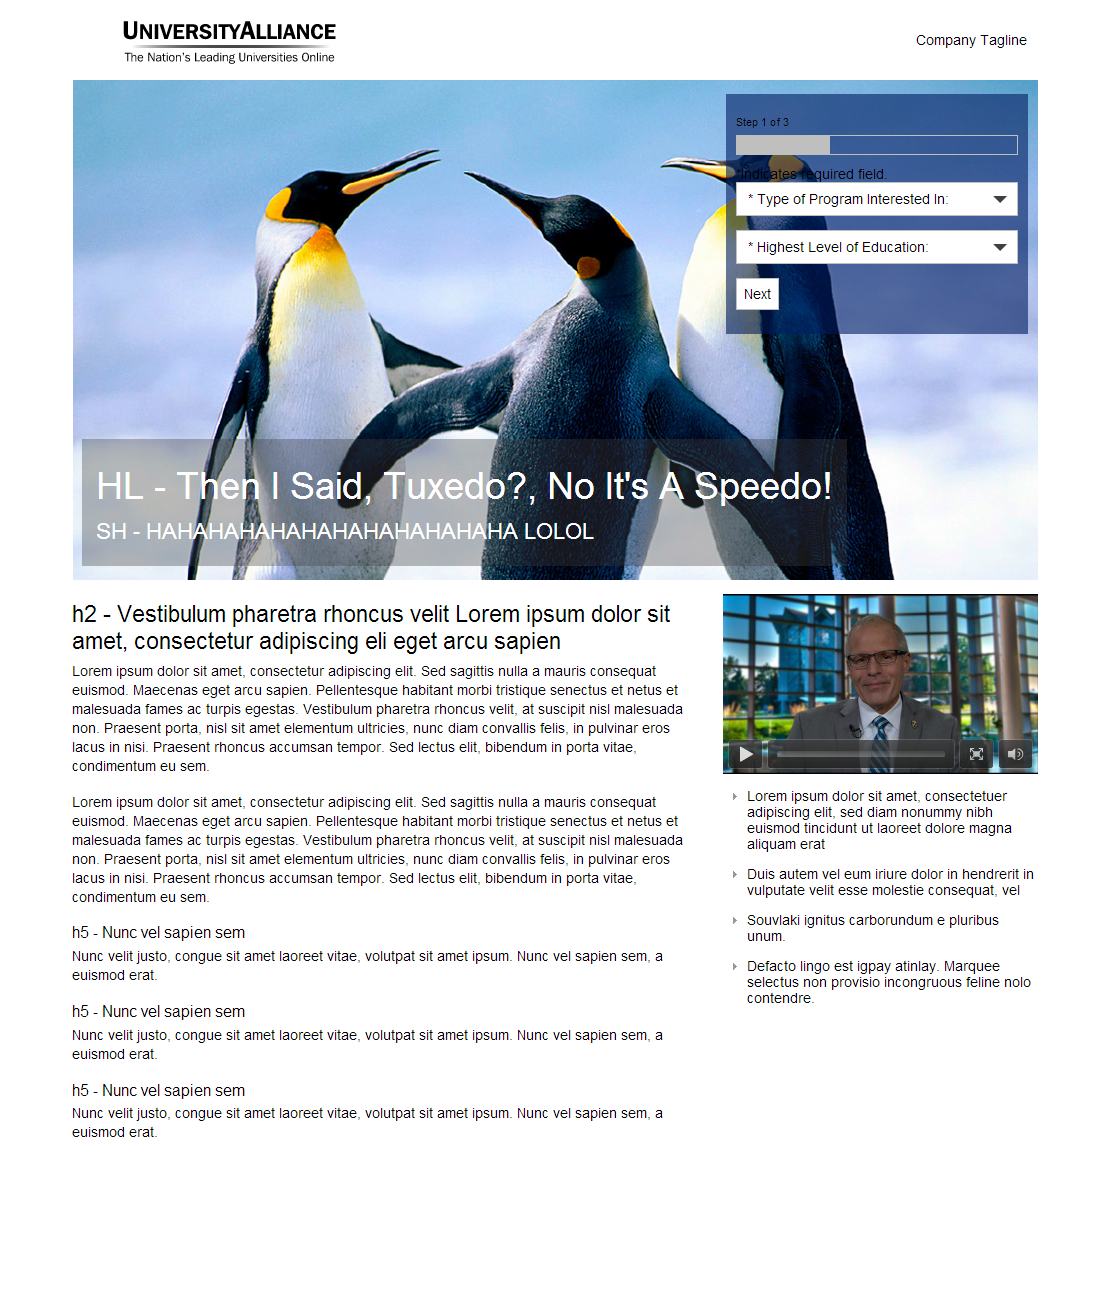 UNIVERSITYALLIANCE
The Nation's Leading Universities Online
Company Tagline
Step 1 of 3
*Indicates required field.
* Type of Program Interested In:
* Highest Level of Education:
Next
HL - Then I Said, Tuxedo?, No It's A Speedo!
SH - HAHAHAHAHAHAHAHAHAHAHAHA LOLOL
h2 - Vestibulum pharetra rhoncus velit Lorem ipsum dolor sit
amet, consectetur adipiscing eli eget arcu sapien
Lorem ipsum dolor sit amet, consectetur adipiscing elit. Sed sagittis nulla a mauris consequat
euismod. Maecenas eget arcu sapien. Pellentesque habitant morbi tristique senectus et netus et
malesuada fames ac turpis egestas. Vestibulum pharetra rhoncus velit, at suscipit nisl malesuada
non. Praesent porta, nisl sit amet elementum ultricies, nunc diam convallis felis, in pulvinar eros
lacus in nisi. Praesent rhoncus accumsan tempor. Sed lectus elit, bibendum in porta vitae,
condimentum eu sem.
Lorem ipsum dolor sit amet, consectetur adipiscing elit. Sed sagittis nulla a mauris consequat
euismod. Maecenas eget arcu sapien. Pellentesque habitant morbi tristique senectus et netus et
malesuada fames ac turpis egestas. Vestibulum pharetra rhoncus velit, at suscipit nisl malesuada
non. Praesent porta, nisl sit amet elementum ultricies, nunc diam convallis felis, in pulvinar eros
lacus in nisi. Praesent rhoncus accumsan tempor. Sed lectus elit, bibendum in porta vitae,
condimentum eu sem.
h5 - Nunc vel sapien sem
Nunc velit justo, congue sit amet laoreet vitae, volutpat sit amet ipsum. Nunc vel sapien sem, a
euismod erat.
h5 - Nunc vel sapien sem
Nunc velit justo, congue sit amet laoreet vitae, volutpat sit amet ipsum. Nunc vel sapien sem, a
euismod erat.
h5 - Nunc vel sapien sem
Nunc velit justo, congue sit amet laoreet vitae, volutpat sit amet ipsum. Nunc vel sapien sem, a
euismod erat.
Lorem ipsum dolor sit amet, consectetuer
adipiscing elit, sed diam nonummy nibh
euismod tincidunt ut laoreet dolore magna
aliquam erat
Duis autem vel eum iriure dolor in hendrerit in
vulputate velit esse molestie consequat, vel
Souvlaki ignitus carborundum e pluribus
unum.
Defacto lingo est igpay atinlay. Marquee
selectus non provisio incongruous feline nolo
contendre.